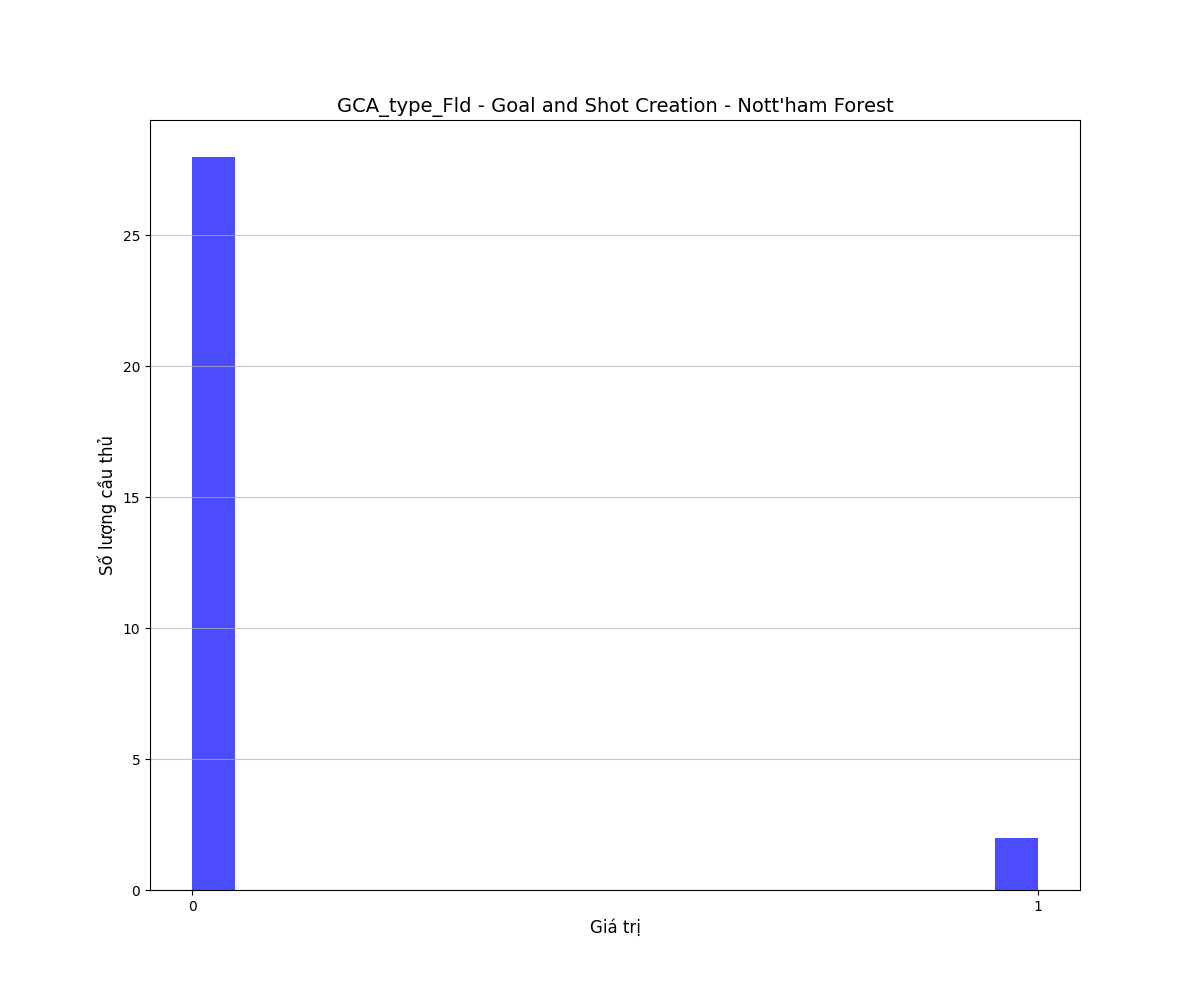 GCA_type_Fld - Goal and Shot Creation - Nott'ham Forest
25
20
15
10
5
0
Số lượng cầu thủ
0 1
Giá trị